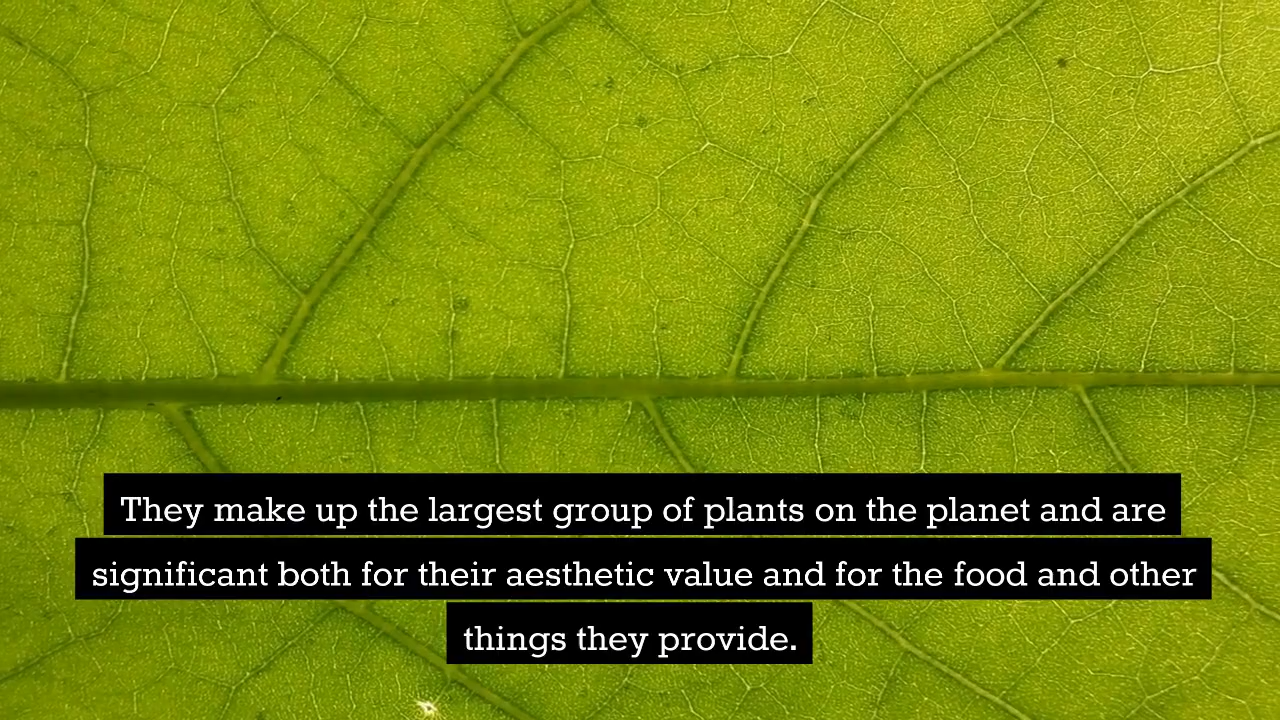 They make up the largest group of plants on the planet and are
significant both for their aesthetic value and for the food and other
things they provide.